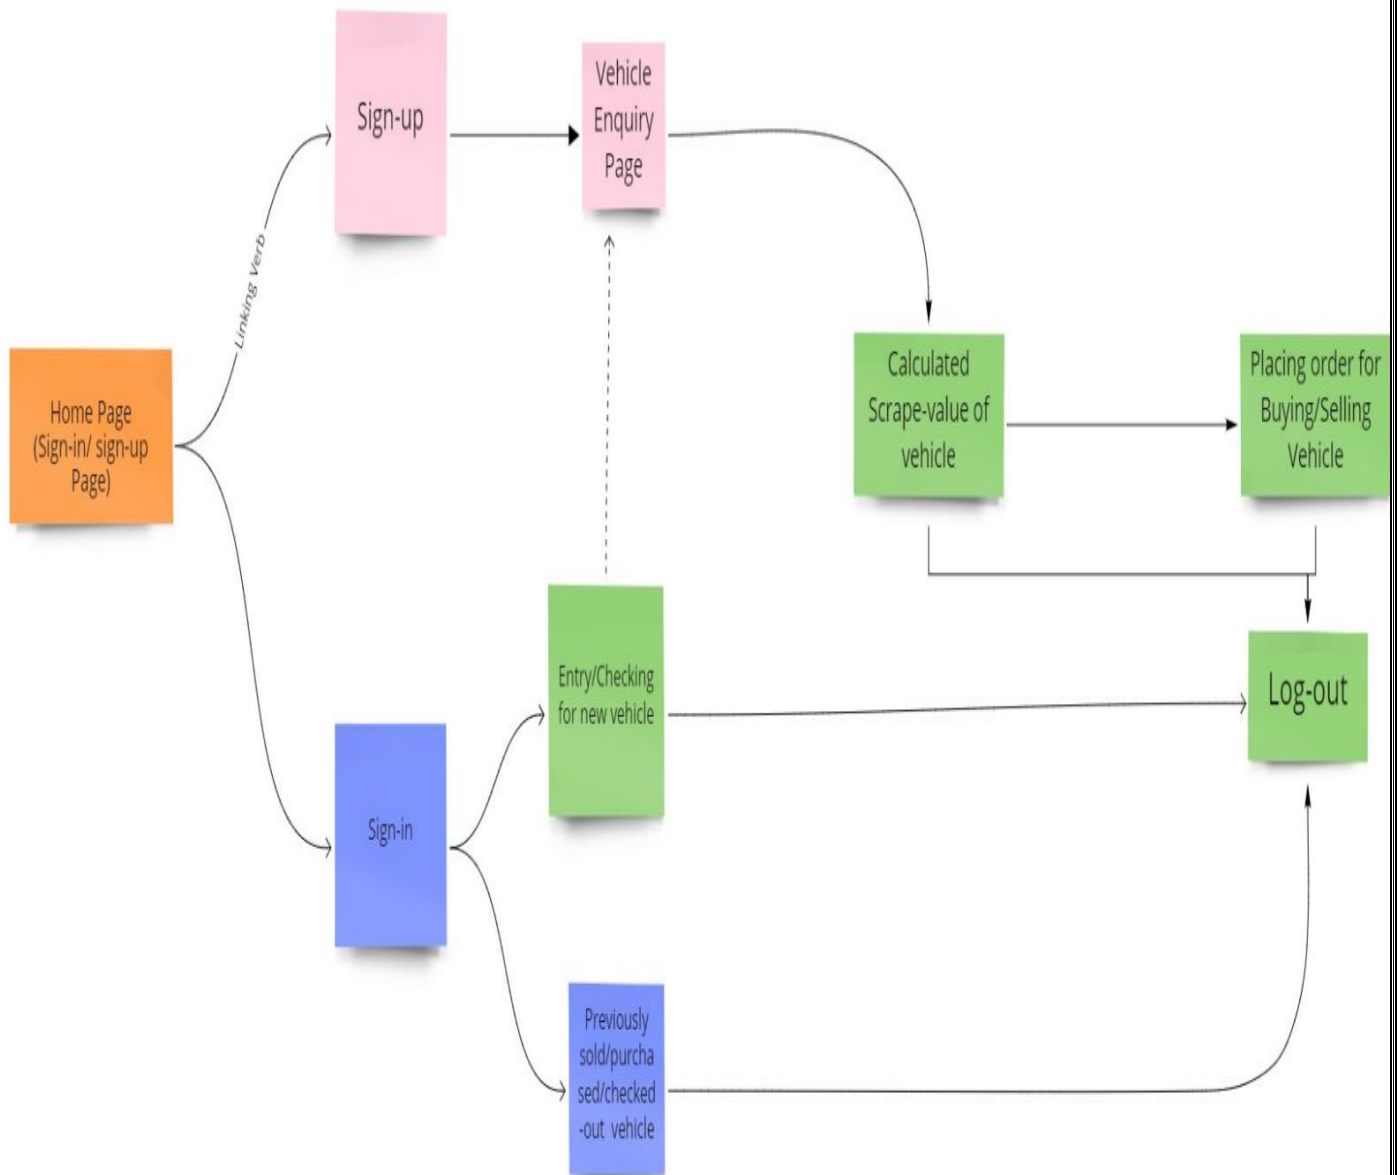 Sign-up
Vehicle
Enquiry
Page
Linking Verb
Home Page
(Sign-in/ sign-up
Page)
Calculated
Scrape-value of
vehicle
Placing order for
Buying/Selling
Vehicle
Entry/Checking
for new vehicle
Log-out
Sign-in
Previously
sold/purcha
sed/checked
-out vehicle